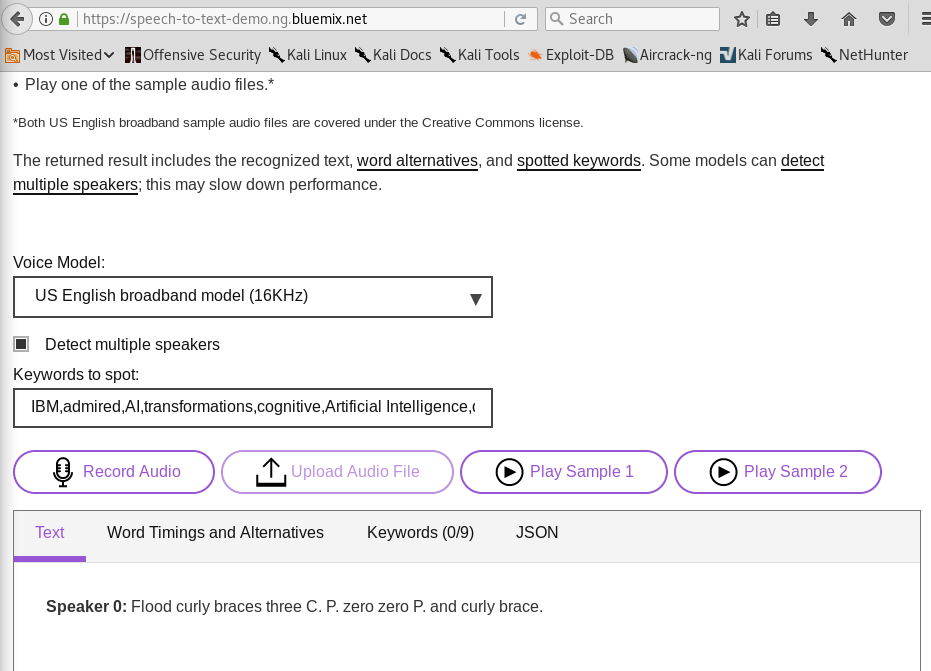 https://speech-to-text-demo.ng.bluemix.net Search
Most Visited Offensive Security Kali Linux Kali Docs Kali Tools Exploit-DB Aircrack-ng Kali Forums NetHunter
• Play one of the sample audio files.*
*Both US English broadband sample audio files are covered under the Creative Commons license.
The returned result includes the recognized text, word alternatives, and spotted keywords. Some models can detect
multiple speakers; this may slow down performance.
Voice Model:
US English broadband model (16KHz)
Detect multiple speakers
Keywords to spot:
IBM,admired,AI,transformations,cognitive,Artificial Intelligence,
Record Audio Upload Audio File Play Sample 1 Play Sample 2
Text Word Timings and Alternatives Keywords (0/9) JSON
Speaker 0: Flood curly braces three C. P. zero zero P. and curly brace.